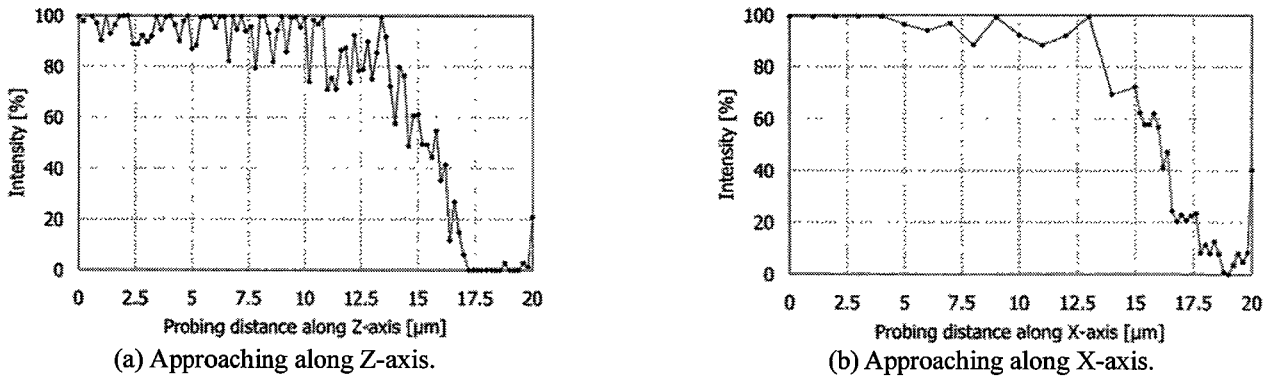 100
80
60
40
20
0
Intensity [%]
0 2.5 5 7.5 10 12.5 15 17.5 20
Probing distance along Z-axis [μm]
(a) Approaching along Z-axis.
100
80
60
40
20
0
Intensity [%]
0 2.5 5 7.5 10 12.5 15 17.5 20
Probing distance along X-axis [μm]
(b) Approaching along X-axis.